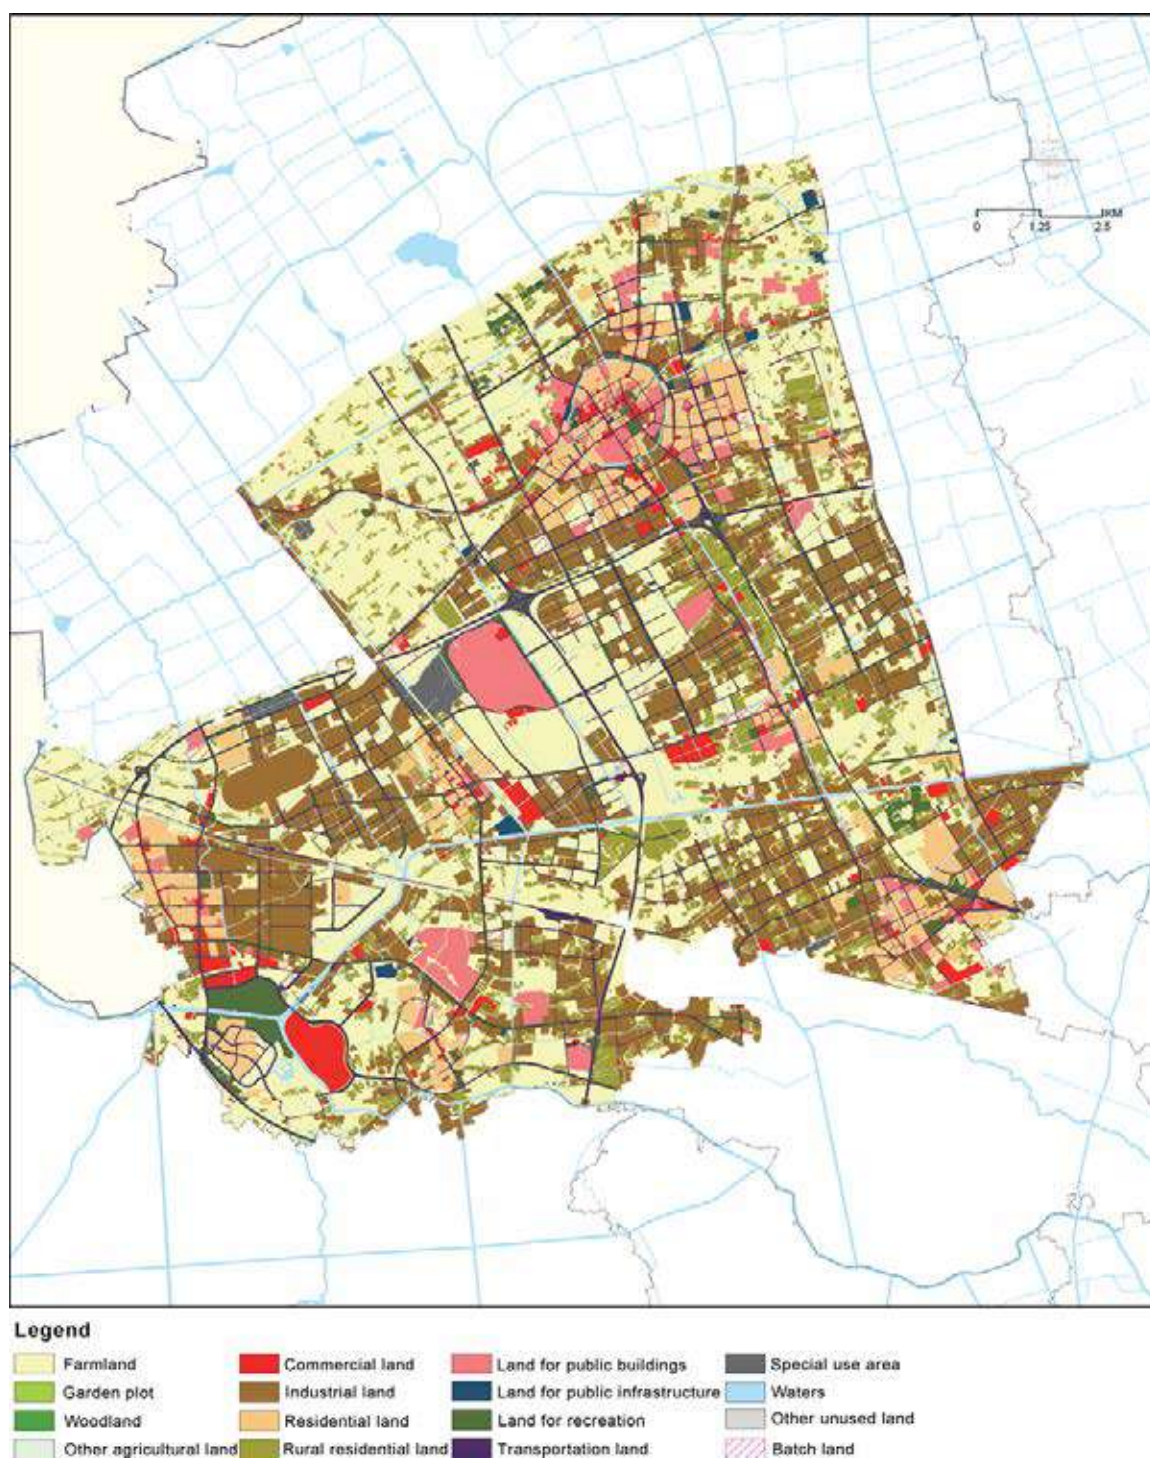 KM
0 1.25 2.5
Legend
Farmland Commercial land Land for public buildings Special use area
Garden plot Industrial land Land for public infrastructure Waters
Woodland Residential land Land for recreation Other unused land
Other agricultural land Rural residential land Transportation land Batch land